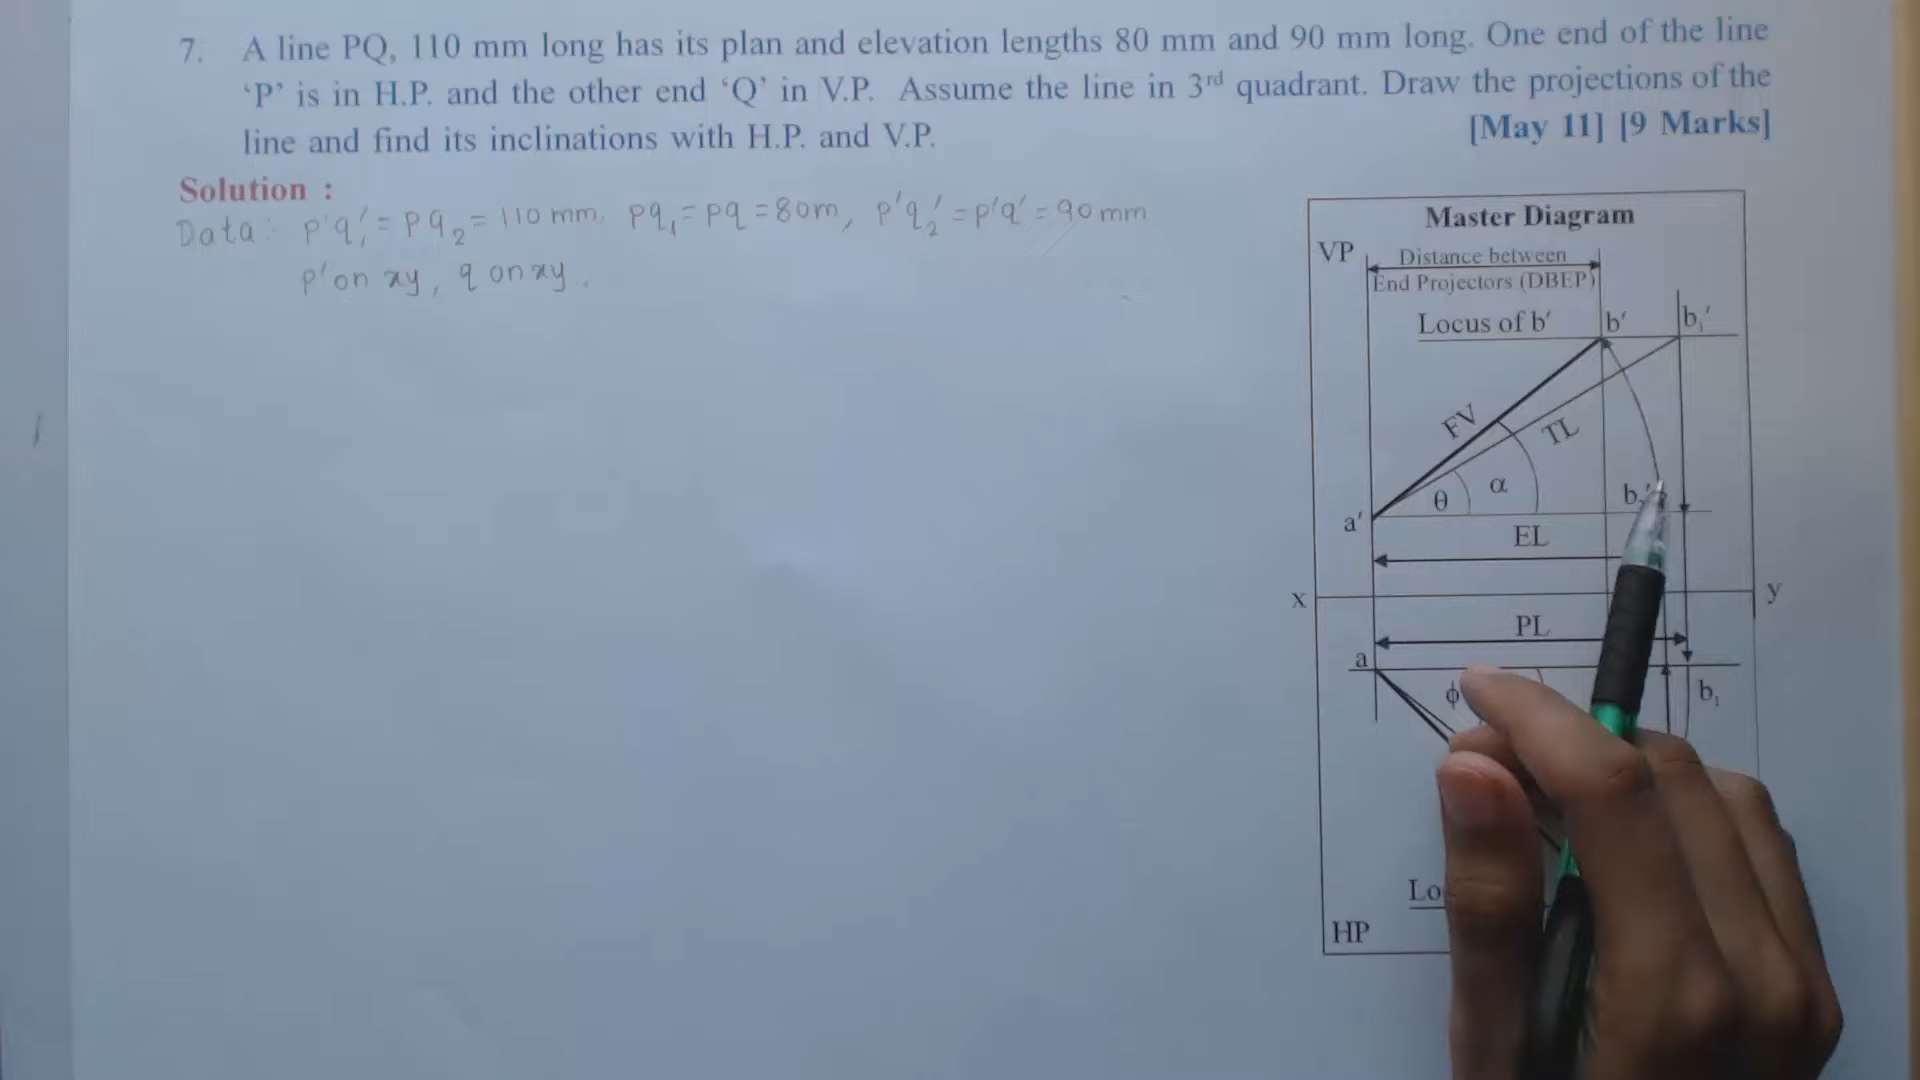 7. A line PQ, 110 mm long has its plan and elevation lengths 80 mm and 90 mm long. One end of the line
‘P’ is in H.P. and the other end ‘Q’ in V.P. Assume the line in 3rd quadrant. Draw the projections of the
line and find its inclinations with H.P. and V.P.
[May 11] [9 Marks]
Solution :
Data: p'q₁' = pq₂ = 110 mm, pq₁ = pq = 80m, p'q₂' = p'q' = 90 mm
p' on xy, q on xy.
Master Diagram
VP
Distance between
End Projectors (DBEP)
Locus of b′ b′ b₁′
FV
TL
θ α
a′
EL
x y
PL
a
ϕ b₁
HP